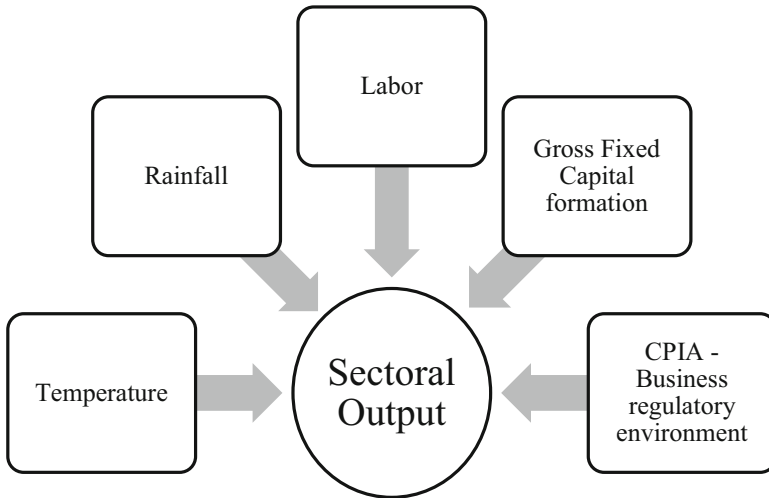 Labor
Rainfall
Gross Fixed
Capital
formation
Temperature
Sectoral
Output
CPIA -
Business
regulatory
environment